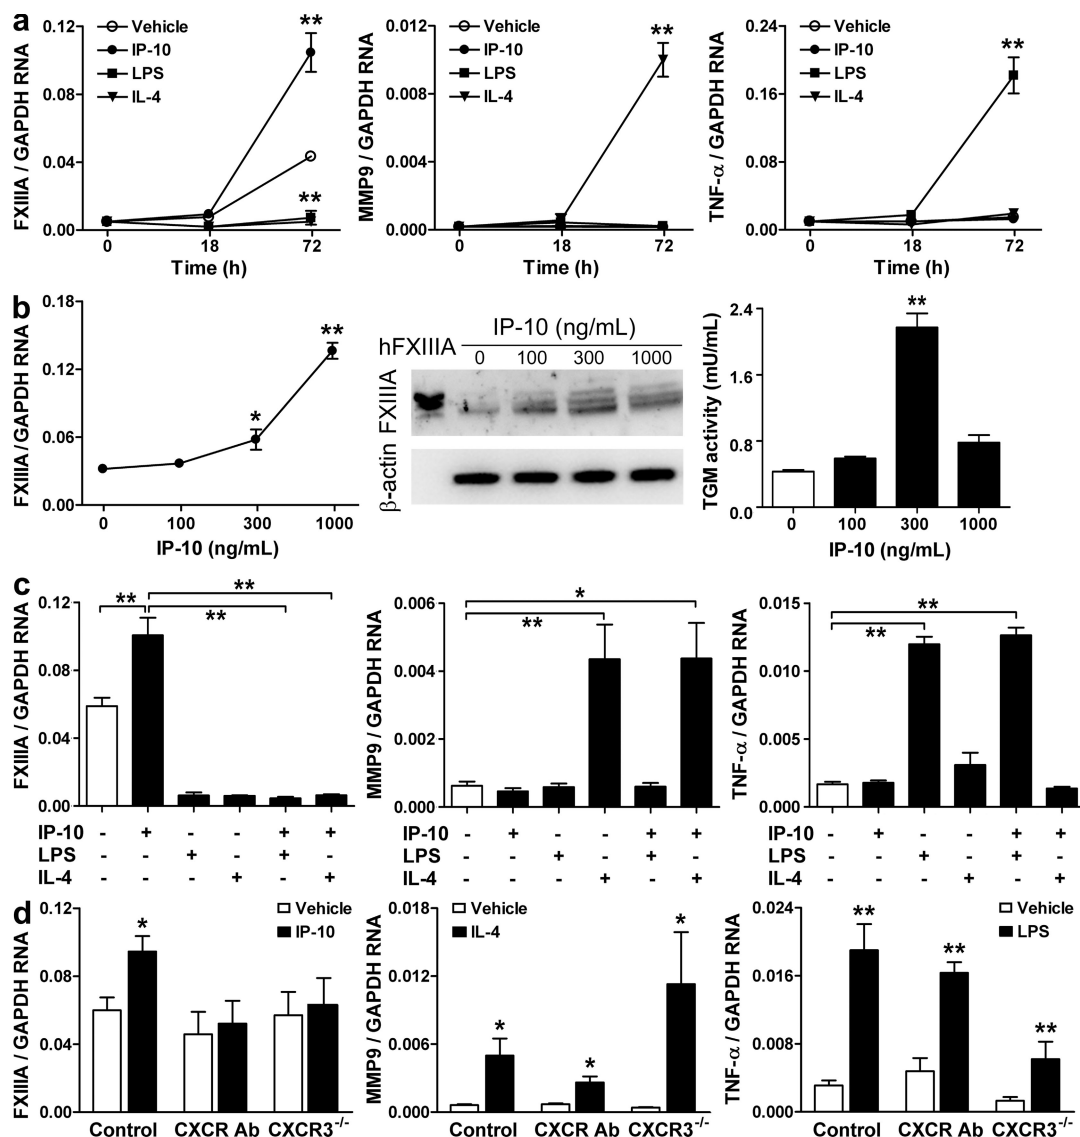 a
FXIIIA / GAPDH RNA
0.12
0.08
0.04
0.00
Vehicle
IP-10
LPS
IL-4
**
**
0 18 72
Time (h)
MMP9 / GAPDH RNA
0.012
0.008
0.004
0.000
Vehicle
IP-10
LPS
IL-4
**
0 18 72
Time (h)
TNF-α / GAPDH RNA
0.24
0.16
0.08
0.00
Vehicle
IP-10
LPS
IL-4
**
0 18 72
Time (h)
b
FXIIIA / GAPDH RNA
0.18
0.12
0.06
0.00
*
**
0 100 300 1000
IP-10 (ng/mL)
IP-10 (ng/mL)
hFXIIIA
0 100 300 1000
FXIIIA
β-actin
TGM activity (mU/mL)
2.4
1.6
0.8
0.0
**
0 100 300 1000
IP-10 (ng/mL)
c
FXIIIA / GAPDH RNA
0.12
0.08
0.04
0.00
**
**
**
IP-10 - + - - + +
LPS - - + - + -
IL-4 - - - + - +
MMP9 / GAPDH RNA
0.006
0.004
0.002
0.000
*
**
IP-10 - + - - + +
LPS - - + - + -
IL-4 - - - + - +
TNF-α / GAPDH RNA
0.015
0.010
0.005
0.000
**
**
IP-10 - + - - + +
LPS - - + - + -
IL-4 - - - + - +
d
FXIIIA / GAPDH RNA
0.12
0.08
0.04
0.00
Vehicle
IP-10
*
Control CXCR Ab CXCR3-/-
MMP9 / GAPDH RNA
0.018
0.012
0.006
0.000
Vehicle
IL-4
*
*
*
Control CXCR Ab CXCR3-/-
TNF-α / GAPDH RNA
0.024
0.016
0.008
0.000
Vehicle
LPS
**
**
**
Control CXCR Ab CXCR3-/-